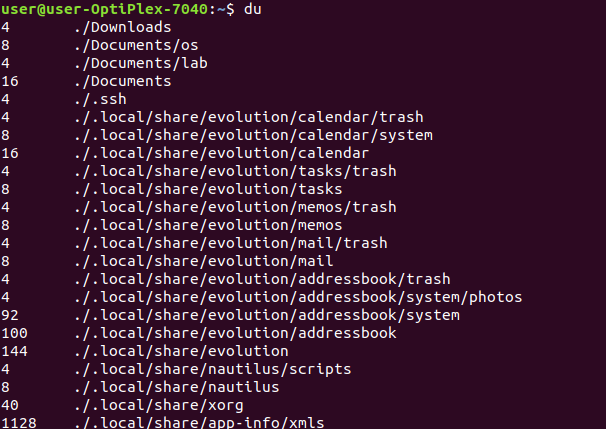 user@user-OptiPlex-7040:~$ du
4 ./Downloads
8 ./Documents/os
4 ./Documents/lab
16 ./Documents
4 ./.ssh
4 ./.local/share/evolution/calendar/trash
8 ./.local/share/evolution/calendar/system
16 ./.local/share/evolution/calendar
4 ./.local/share/evolution/tasks/trash
8 ./.local/share/evolution/tasks
4 ./.local/share/evolution/memos/trash
8 ./.local/share/evolution/memos
4 ./.local/share/evolution/mail/trash
8 ./.local/share/evolution/mail
4 ./.local/share/evolution/addressbook/trash
4 ./.local/share/evolution/addressbook/system/photos
92 ./.local/share/evolution/addressbook/system
100 ./.local/share/evolution/addressbook
144 ./.local/share/evolution
4 ./.local/share/nautilus/scripts
8 ./.local/share/nautilus
40 ./.local/share/xorg
1128 ./.local/share/app-info/xmls